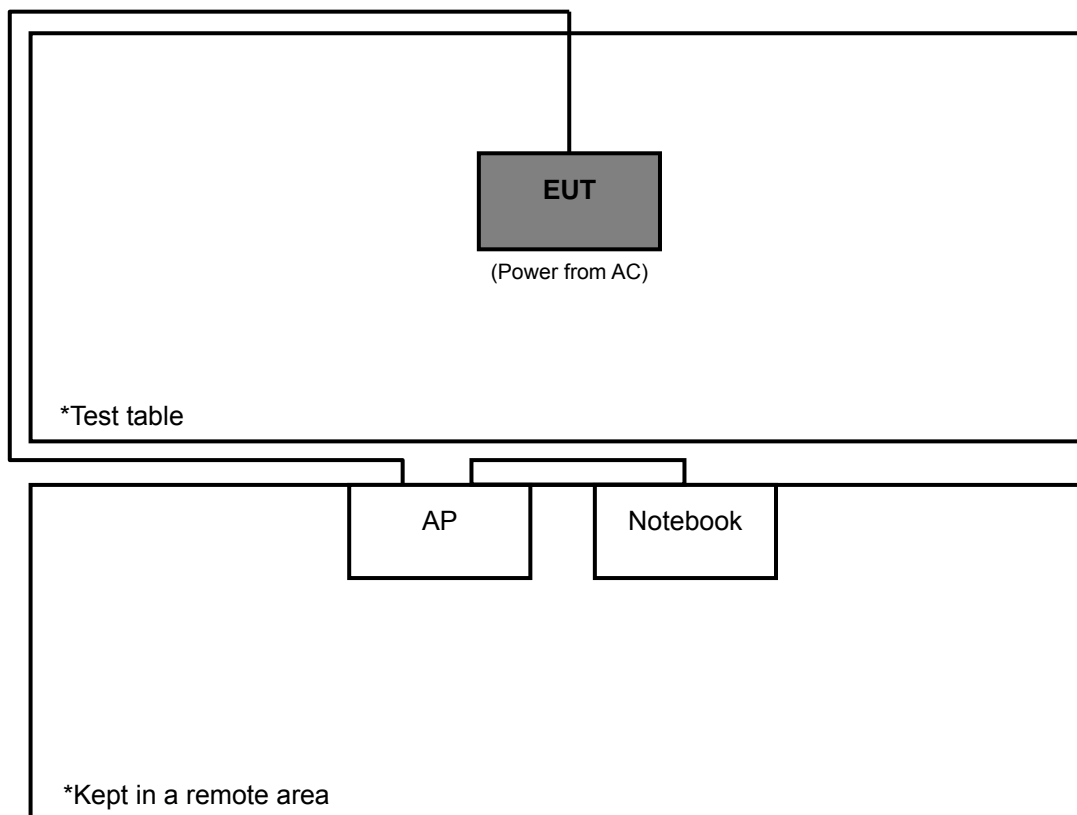 EUT
(Power from AC)
*Test table
AP
Notebook
*Kept in a remote area